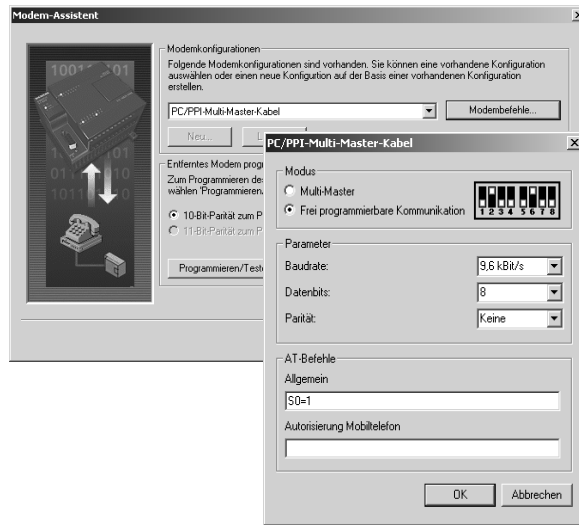 Modem-Assistent
Modemkonfigurationen
Folgende Modemkonfigurationen sind vorhanden. Sie können eine vorhandene Konfiguration
auswählen oder einen neue Konfigurtion auf der Basis einer vorhandenen Konfiguration
erstellen.
PC/PPI-Multi-Master-Kabel
Modembefehle...
Neu...
Entferntes Modem progr
Zum Programmieren des
wählen 'Programmieren/
10-Bit-Parität zum P
11-Bit-Parität zum P
Programmieren/Teste
PC/PPI-Multi-Master-Kabel
Modus
Multi-Master
Frei programmierbare Kommunikation
1 2 3 4 5 6 7 8
Parameter
Baudrate:
9,6 kBit/s
Datenbits:
8
Parität:
Keine
AT-Befehle
Allgemein
S0=1
Autorisierung Mobiltelefon
OK
Abbrechen